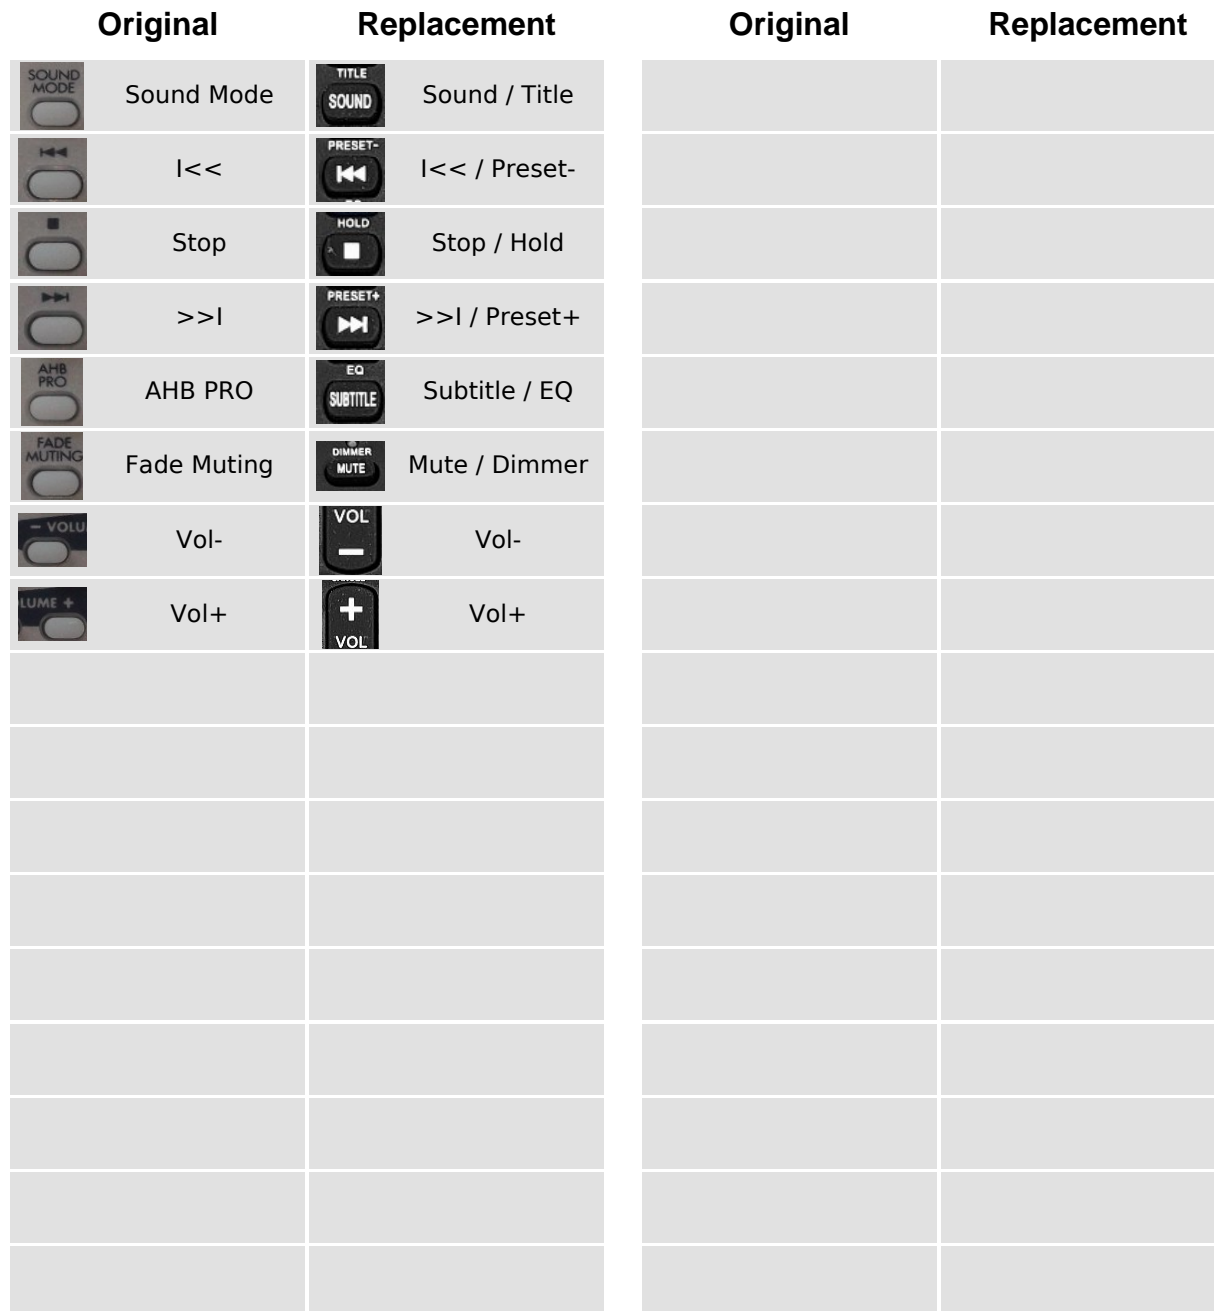 Original Replacement Original Replacement
SOUND
MODE
Sound Mode
TITLE
SOUND
Sound / Title
I<<
PRESET-
I<< / Preset-
Stop
HOLD
Stop / Hold
>>I
PRESET+
>>I / Preset+
AHB
PRO
AHB PRO
EQ
SUBTITLE
Subtitle / EQ
FADE
MUTING
Fade Muting
DIMMER
MUTE
Mute / Dimmer
- VOLU
Vol-
VOL
Vol-
LUME +
Vol+
+
VOL
Vol+